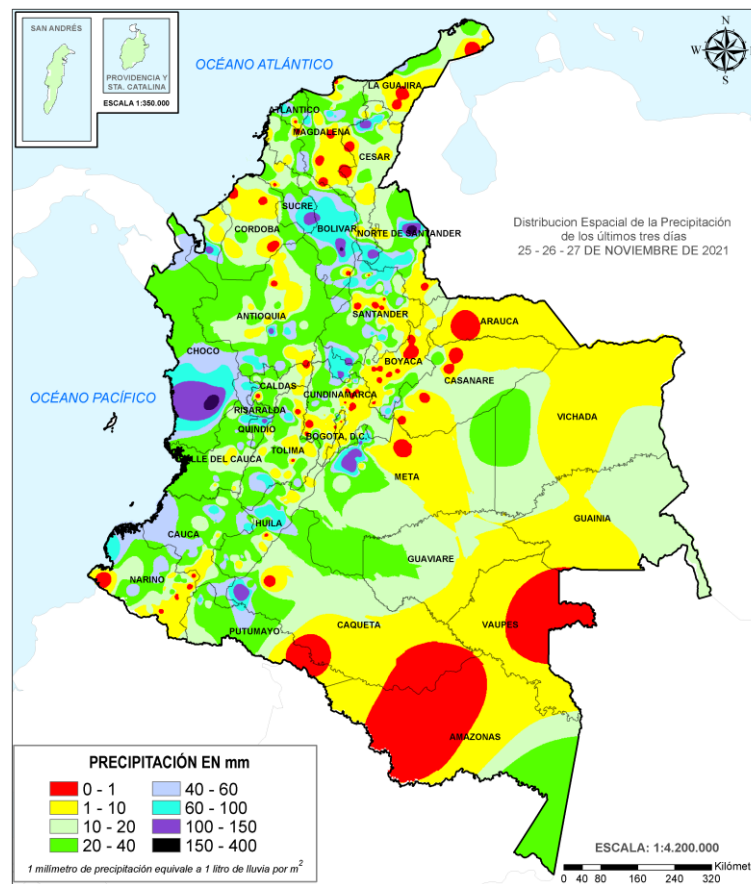 SAN ANDRÉS
PROVIDENCIA Y
STA. CATALINA
ESCALA 1:350.000
OCÉANO ATLÁNTICO
N
W
E
S
LA GUAJIRA
ATLANTICO
MAGDALENA
CESAR
SUCRE
CORDOBA
BOLIVAR
NORTE DE SANTANDER
Distribucion Espacial de la Precipitación
de los últimos tres días
25 - 26 - 27 DE NOVIEMBRE DE 2021
ANTIOQUIA
SANTANDER
ARAUCA
CHOCO
BOYACA
CASANARE
OCÉANO PACÍFICO
CALDAS
CUNDINAMARCA
RISARALDA
VICHADA
QUINDIO
BOGOTA, D.C.
TOLIMA
VALLE DEL CAUCA
META
GUAINIA
HUILA
CAUCA
GUAVIARE
NARIÑO
CAQUETA
VAUPES
PUTUMAYO
AMAZONAS
PRECIPITACIÓN EN mm
0 - 1
40 - 60
1 - 10
60 - 100
10 - 20
100 - 150
20 - 40
150 - 400
1 milímetro de precipitación equivale a 1 litro de lluvia por m²
ESCALA: 1:4.200.000
Kilómet
0 40 80 160 240 320